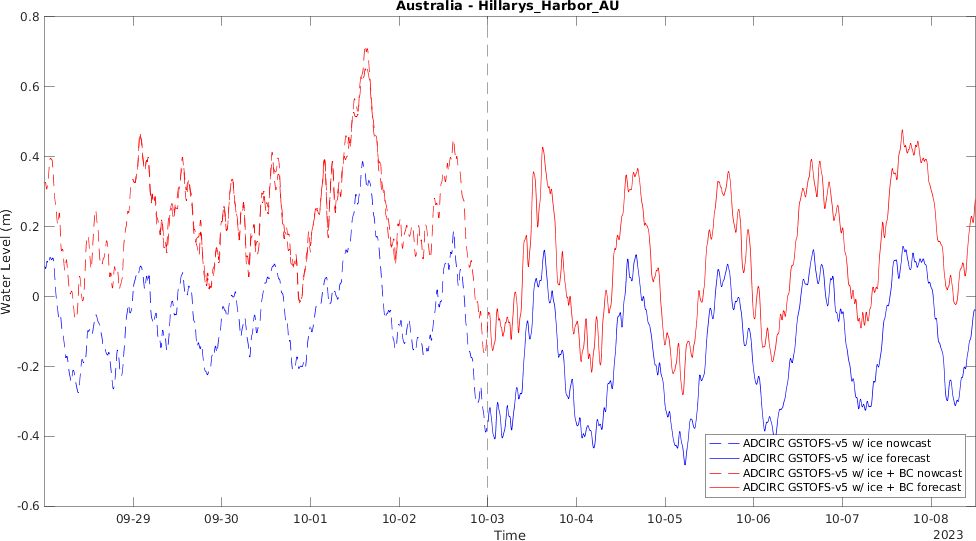 Australia - Hillarys_Harbor_AU
0.8
0.6
0.4
0.2
0
-0.2
-0.4
-0.6
Water Level (m)
ADCIRC GSTOFS-v5 w/ ice nowcast
ADCIRC GSTOFS-v5 w/ ice forecast
ADCIRC GSTOFS-v5 w/ ice + BC nowcast
ADCIRC GSTOFS-v5 w/ ice + BC forecast
09-29 09-30 10-01 10-02 10-03 10-04 10-05 10-06 10-07 10-08
Time
2023